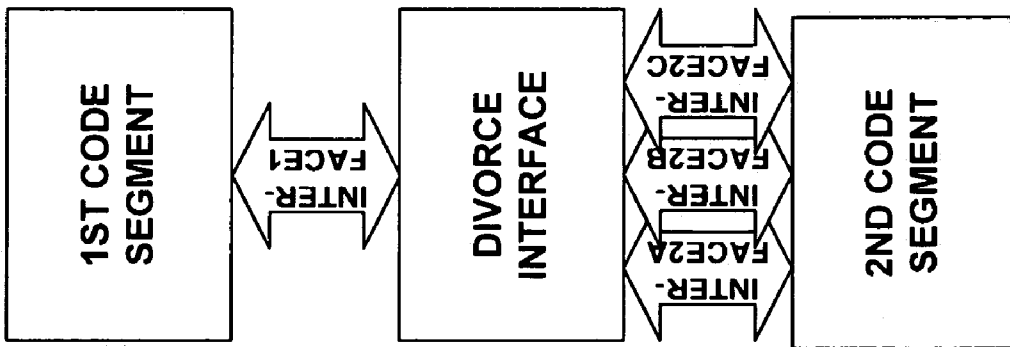 1ST CODE
SEGMENT
INTER-
FACE1
DIVORCE
INTERFACE
INTER-
FACE2A
INTER-
FACE2B
INTER-
FACE2C
2ND CODE
SEGMENT